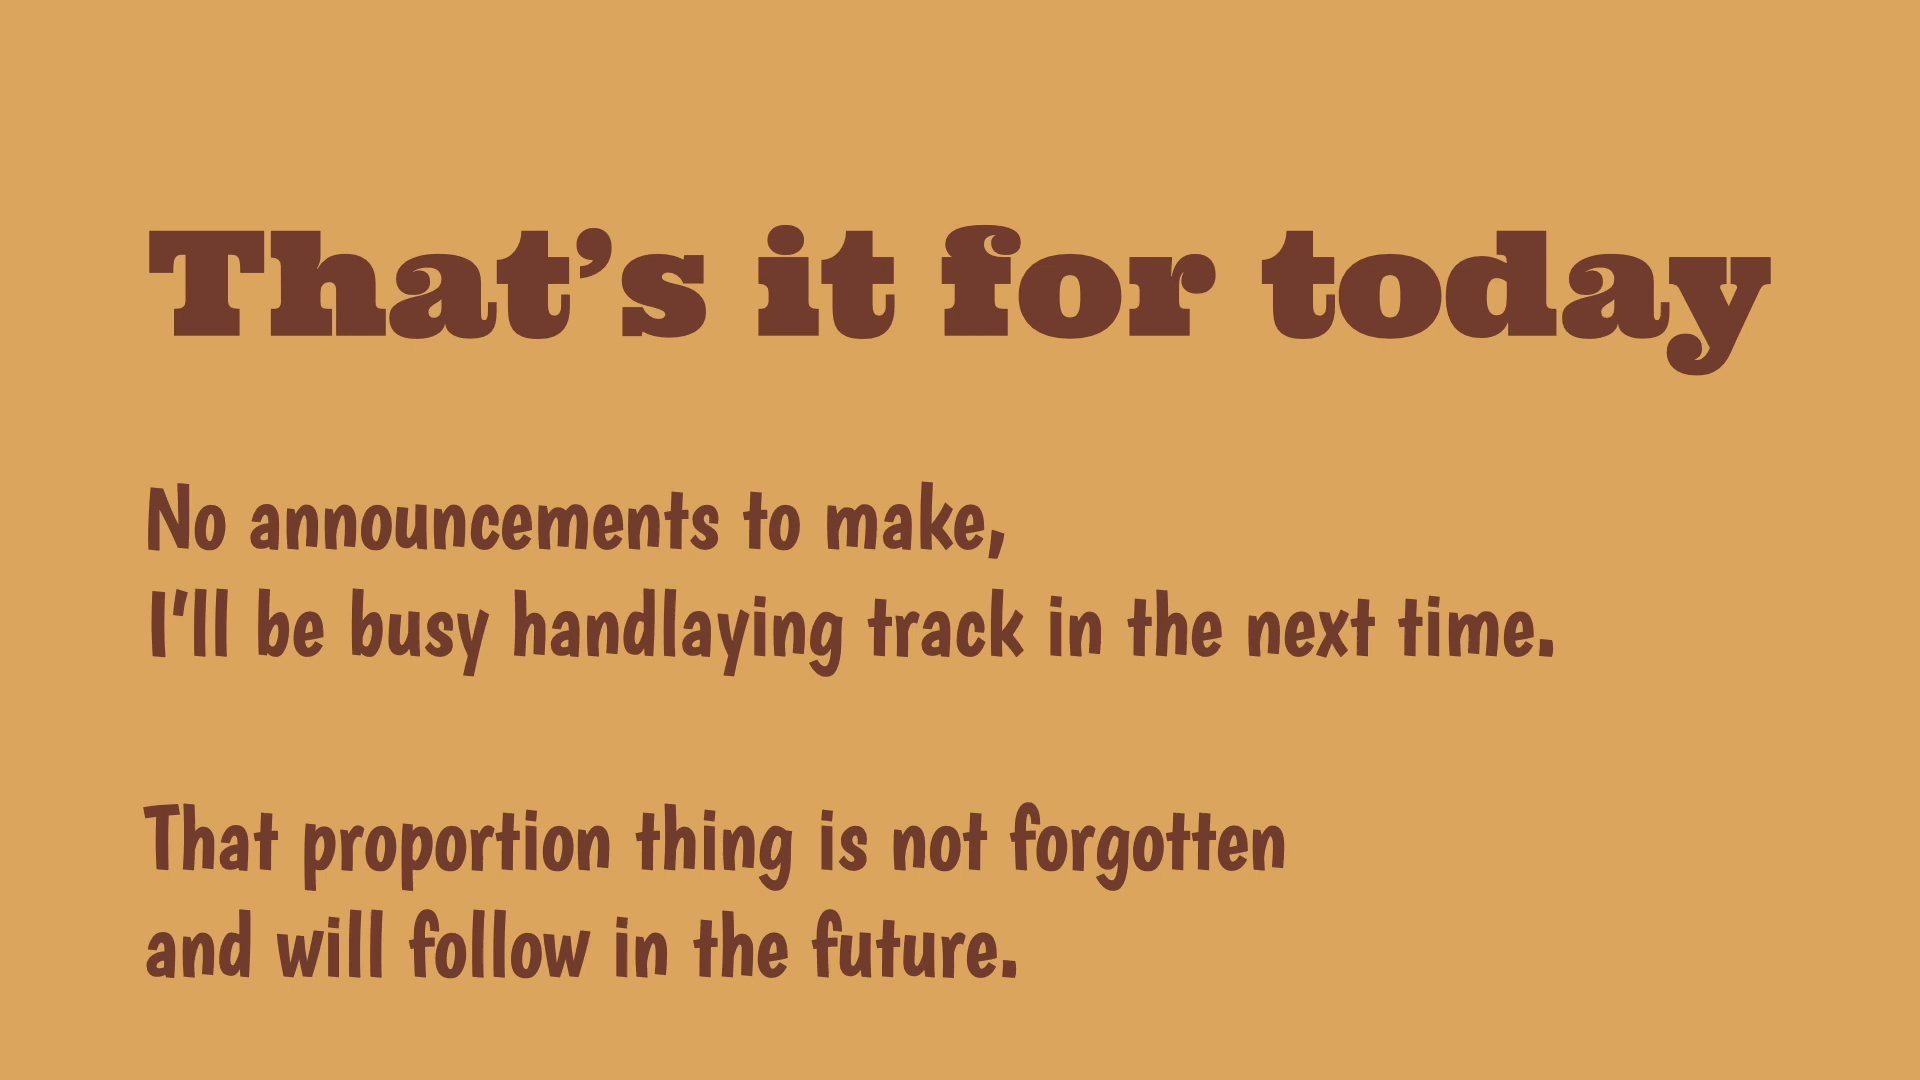 That’s it for today
No announcements to make,
I’ll be busy handlaying track in the next time.
That proportion thing is not forgotten
and will follow in the future.